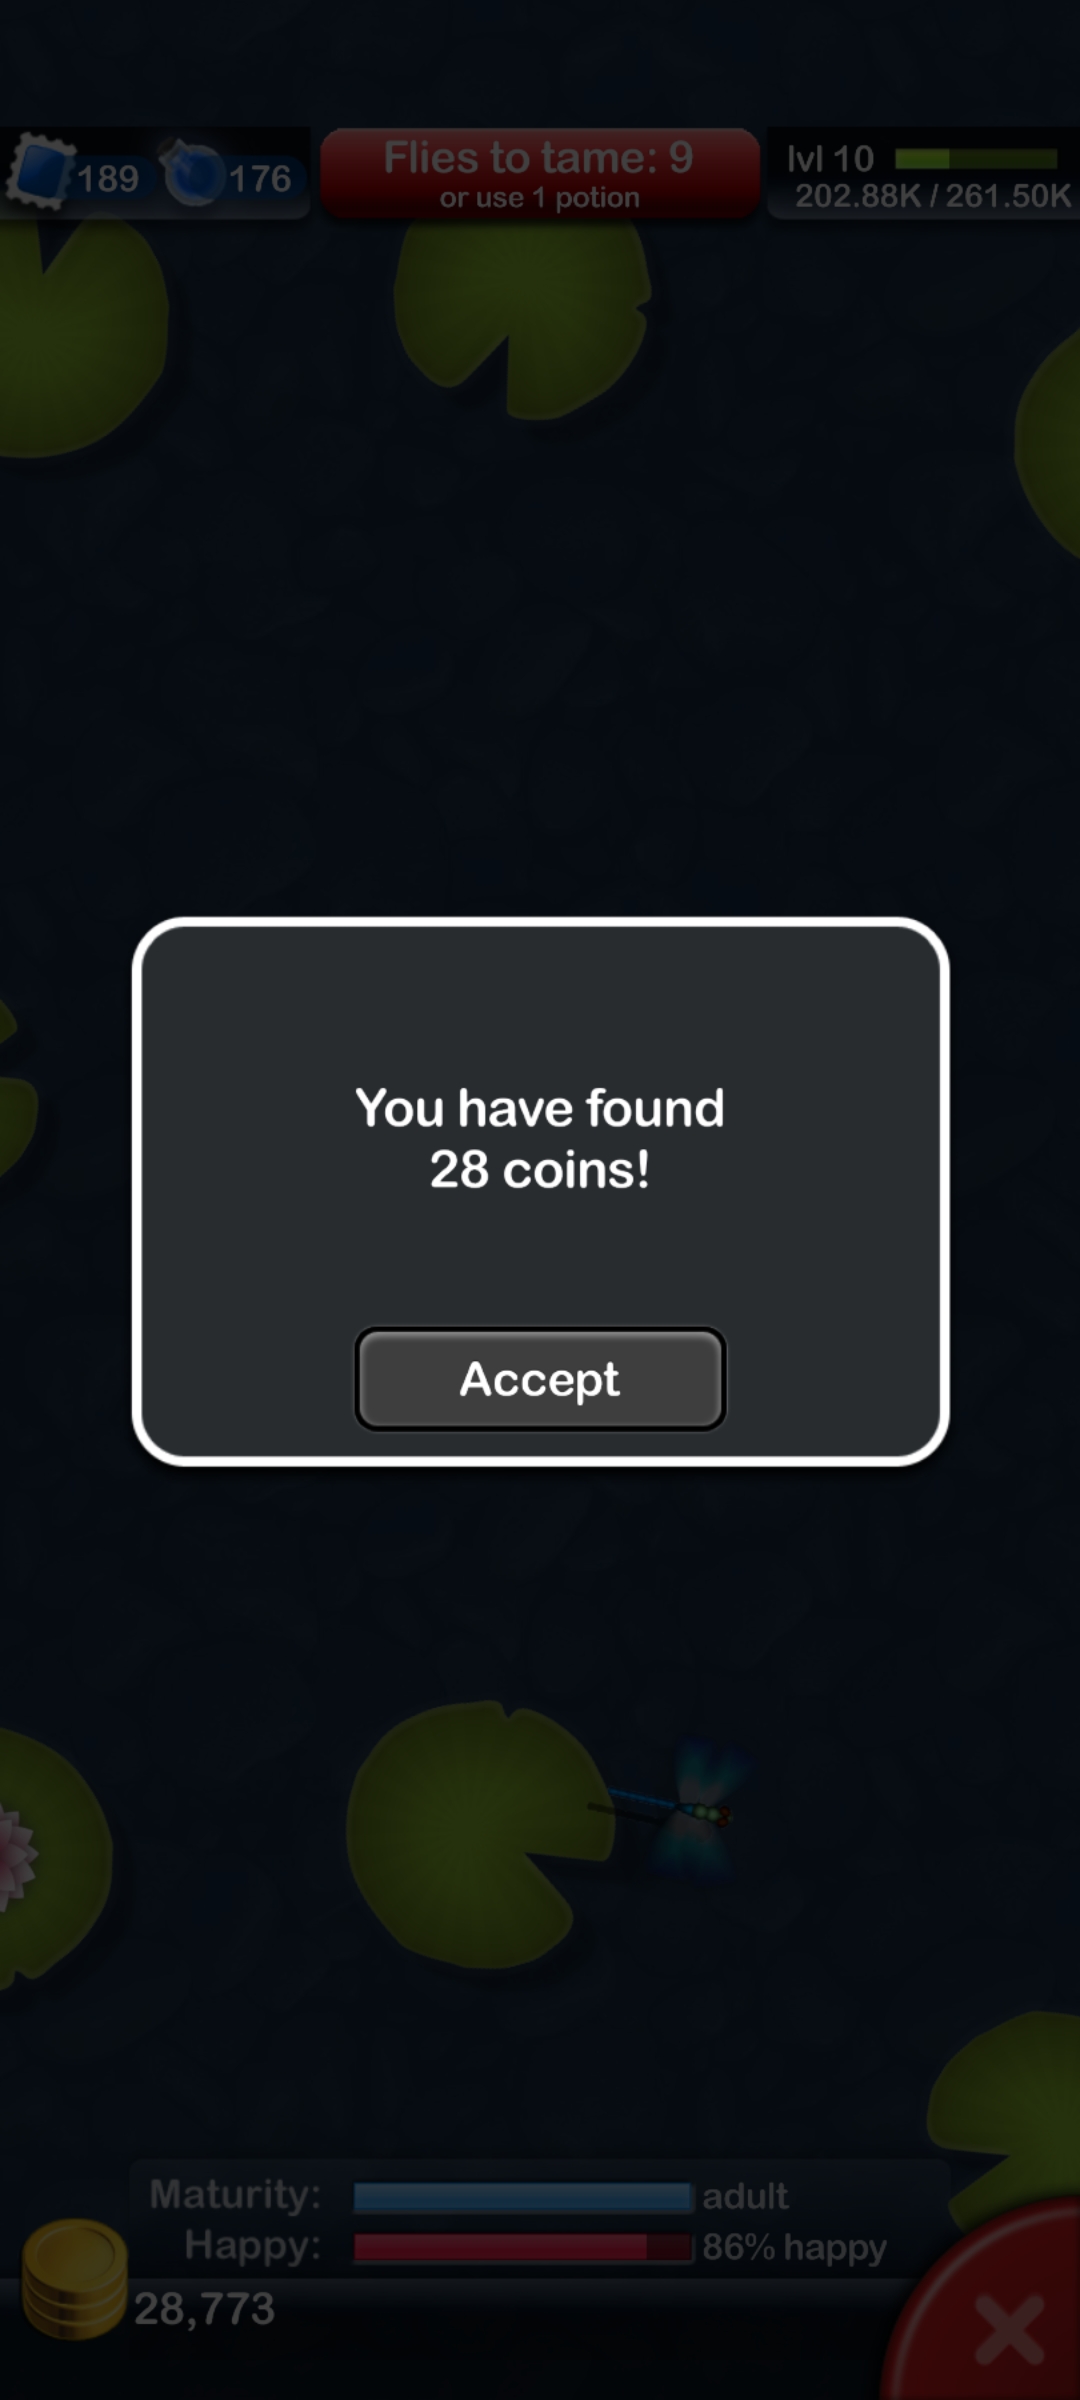 189 176
Flies to tame: 9
or use 1 potion
lvl 10
202.88K / 261.50K
You have found
28 coins!
Accept
Maturity: adult
Happy: 86% happy
28,773